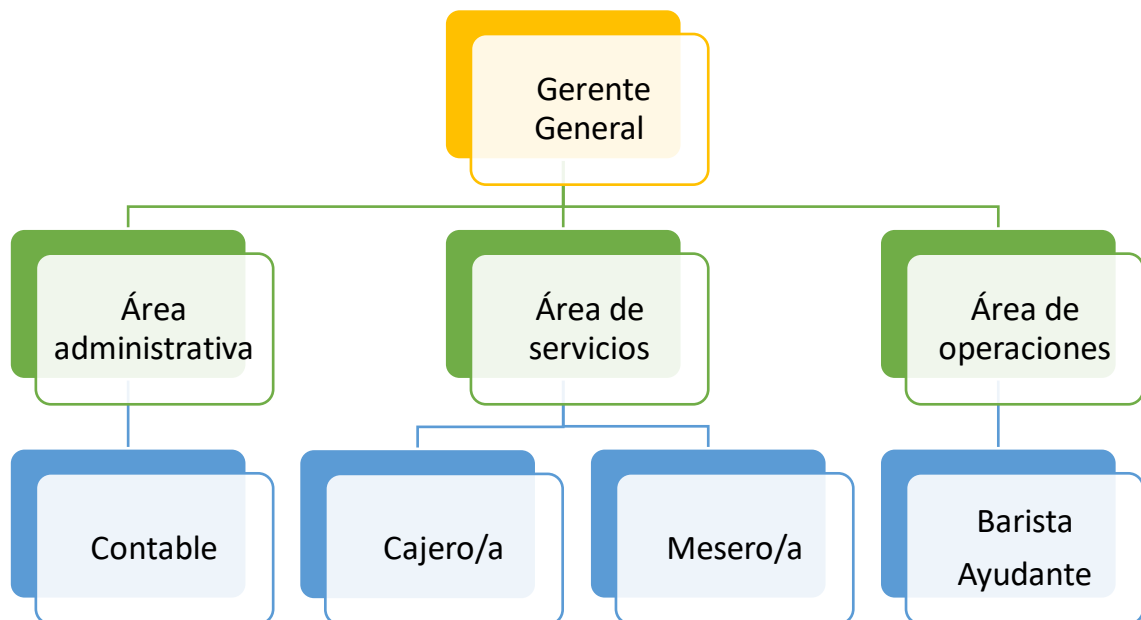 Gerente
General
Área
administrativa
Área de
servicios
Área de
operaciones
Contable
Cajero/a
Mesero/a
Barista
Ayudante